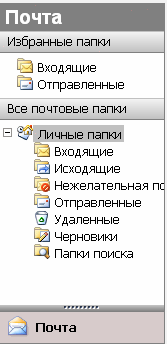 Почта
Избранные папки
Входящие
Отправленные
Все почтовые папки
Личные папки
Входящие
Исходящие
Нежелательная по
Отправленные
Удаленные
Черновики
Папки поиска
Почта